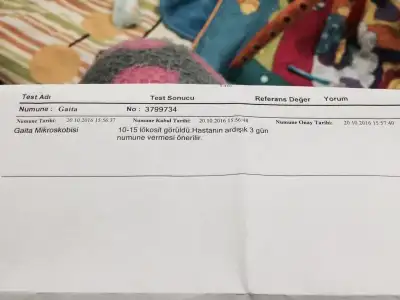 Test Adı Test Sonucu Referans Değer Yorum
Numune : Gaita No : 3799734
Numune Tarihi: 20.10.2016 15:50:37 Numune Kabul Tarihi: 20.10.2016 15:50:48 Numune Onay Tarihi: 20.10.2016 15:57:40
Gaita Mikroskobisi 10-15 lökosit görüldü.Hastanın ardışık 3 gün
numune vermesi önerilir.